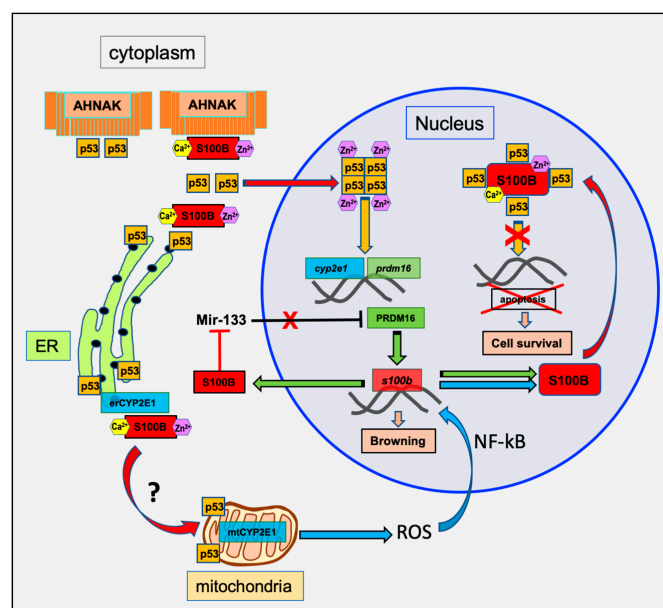 cytoplasm
AHNAK
AHNAK
p53 p53
Ca²⁺ S100B Zn²⁺
p53 p53
Ca²⁺ S100B Zn²⁺
p53
p53
ER
p53
erCYP2E1
Ca²⁺ S100B Zn²⁺
?
p53
mtCYP2E1
p53
mitochondria
ROS
NF-kB
Nucleus
Zn²⁺ Zn²⁺
p53 p53
p53 p53
Zn²⁺ Zn²⁺
cyp2e1 prdm16
Mir-133
X
PRDM16
S100B
s100b
S100B
Browning
p53
Zn²⁺
p53 S100B p53
Ca²⁺
p53
X
apoptosis
Cell survival